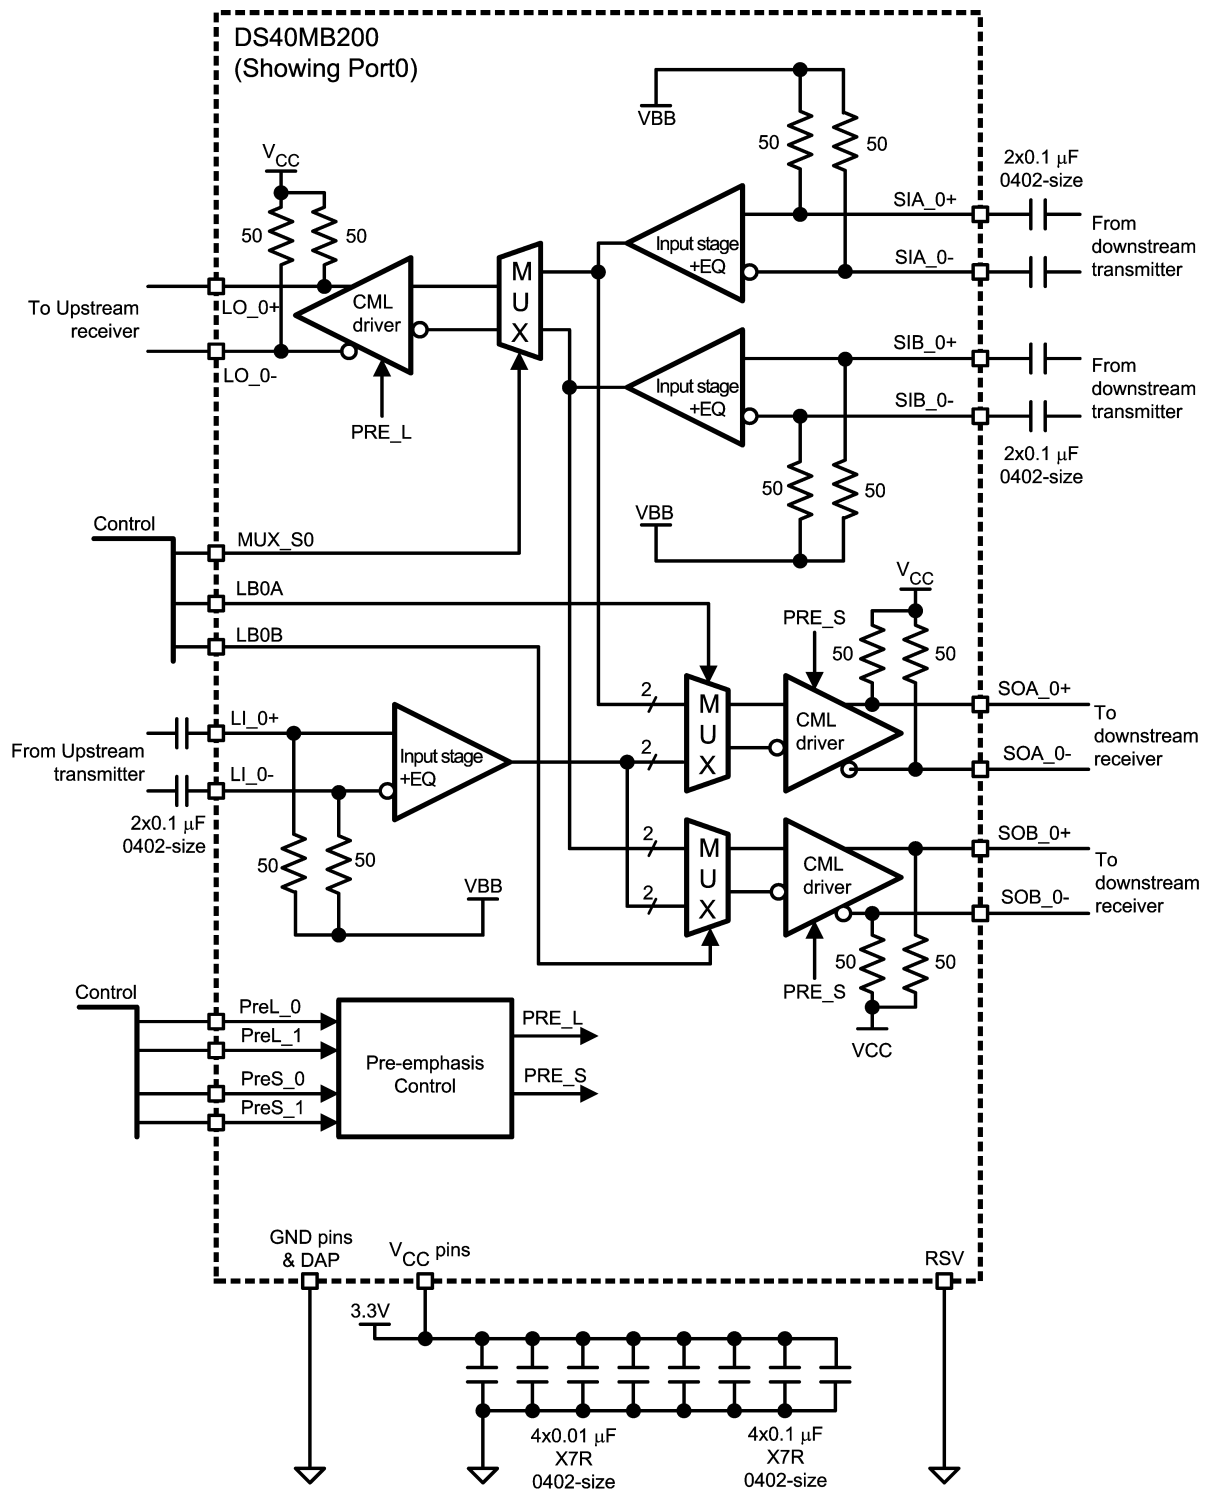 DS40MB200
(Showing Port0)
VBB
50
50
2x0.1 μF
0402-size
VCC
50
50
SIA_0+
SIA_0-
From
downstream
transmitter
Input stage
+EQ
M
U
X
CML
driver
LO_0+
LO_0-
To Upstream
receiver
PRE_L
Input stage
+EQ
SIB_0+
SIB_0-
From
downstream
transmitter
2x0.1 μF
0402-size
50
50
VBB
Control
MUX_S0
LB0A
LB0B
VCC
PRE_S
50
50
2
2
M
U
X
CML
driver
SOA_0+
SOA_0-
To
downstream
receiver
LI_0+
LI_0-
From Upstream
transmitter
2x0.1 μF
0402-size
Input stage
+EQ
50
50
VBB
2
2
M
U
X
CML
driver
SOB_0+
SOB_0-
To
downstream
receiver
PRE_S
50
50
VCC
Control
PreL_0
PreL_1
PreS_0
PreS_1
Pre-emphasis
Control
PRE_L
PRE_S
GND pins
& DAP
VCC pins
RSV
3.3V
4x0.01 μF
X7R
0402-size
4x0.1 μF
X7R
0402-size